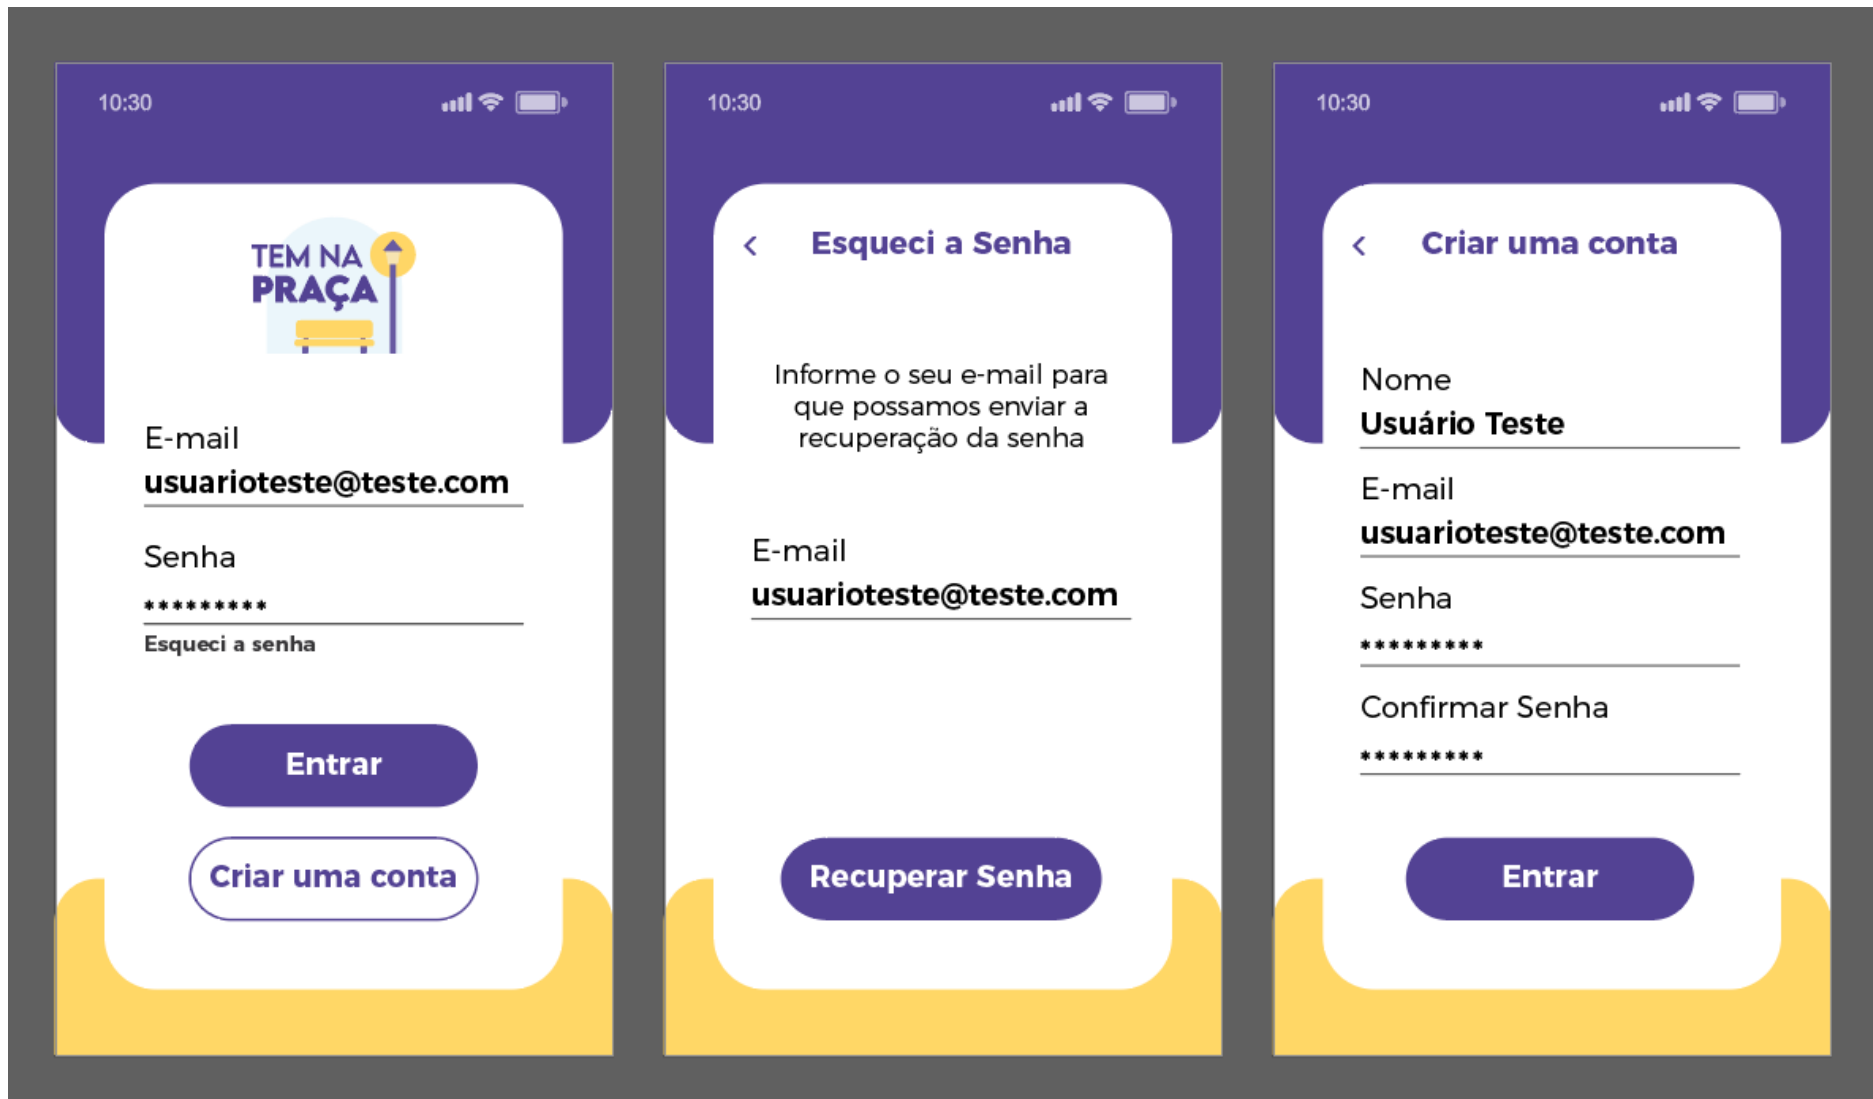 10:30
TEM NA
PRAÇA
E-mail
usuarioteste@teste.com
Senha
*********
Esqueci a senha
Entrar
Criar uma conta
10:30
Esqueci a Senha
Informe o seu e-mail para
que possamos enviar a
recuperação da senha
E-mail
usuarioteste@teste.com
Recuperar Senha
10:30
Criar uma conta
Nome
Usuário Teste
E-mail
usuarioteste@teste.com
Senha
*********
Confirmar Senha
*********
Entrar